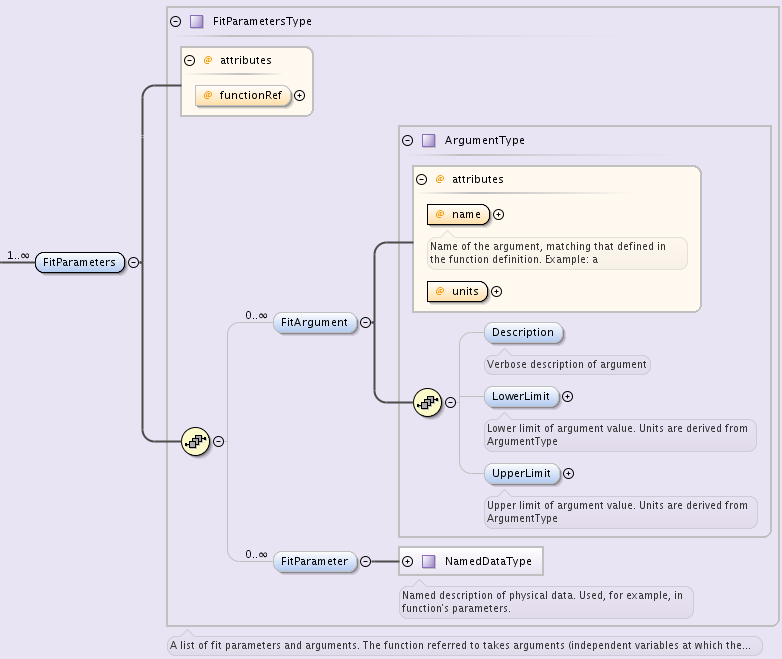 FitParametersType
@ attributes
@ functionRef
ArgumentType
@ attributes
@ name
Name of the argument, matching that defined in
the function definition. Example: a
@ units
1..∞
FitParameters
0..∞
FitArgument
Description
Verbose description of argument
LowerLimit
Lower limit of argument value. Units are derived from
ArgumentType
UpperLimit
Upper limit of argument value. Units are derived from
ArgumentType
0..∞
FitParameter
NamedDataType
Named description of physical data. Used, for example, in
function's parameters.
A list of fit parameters and arguments. The function referred to takes arguments (independent variables at which the...